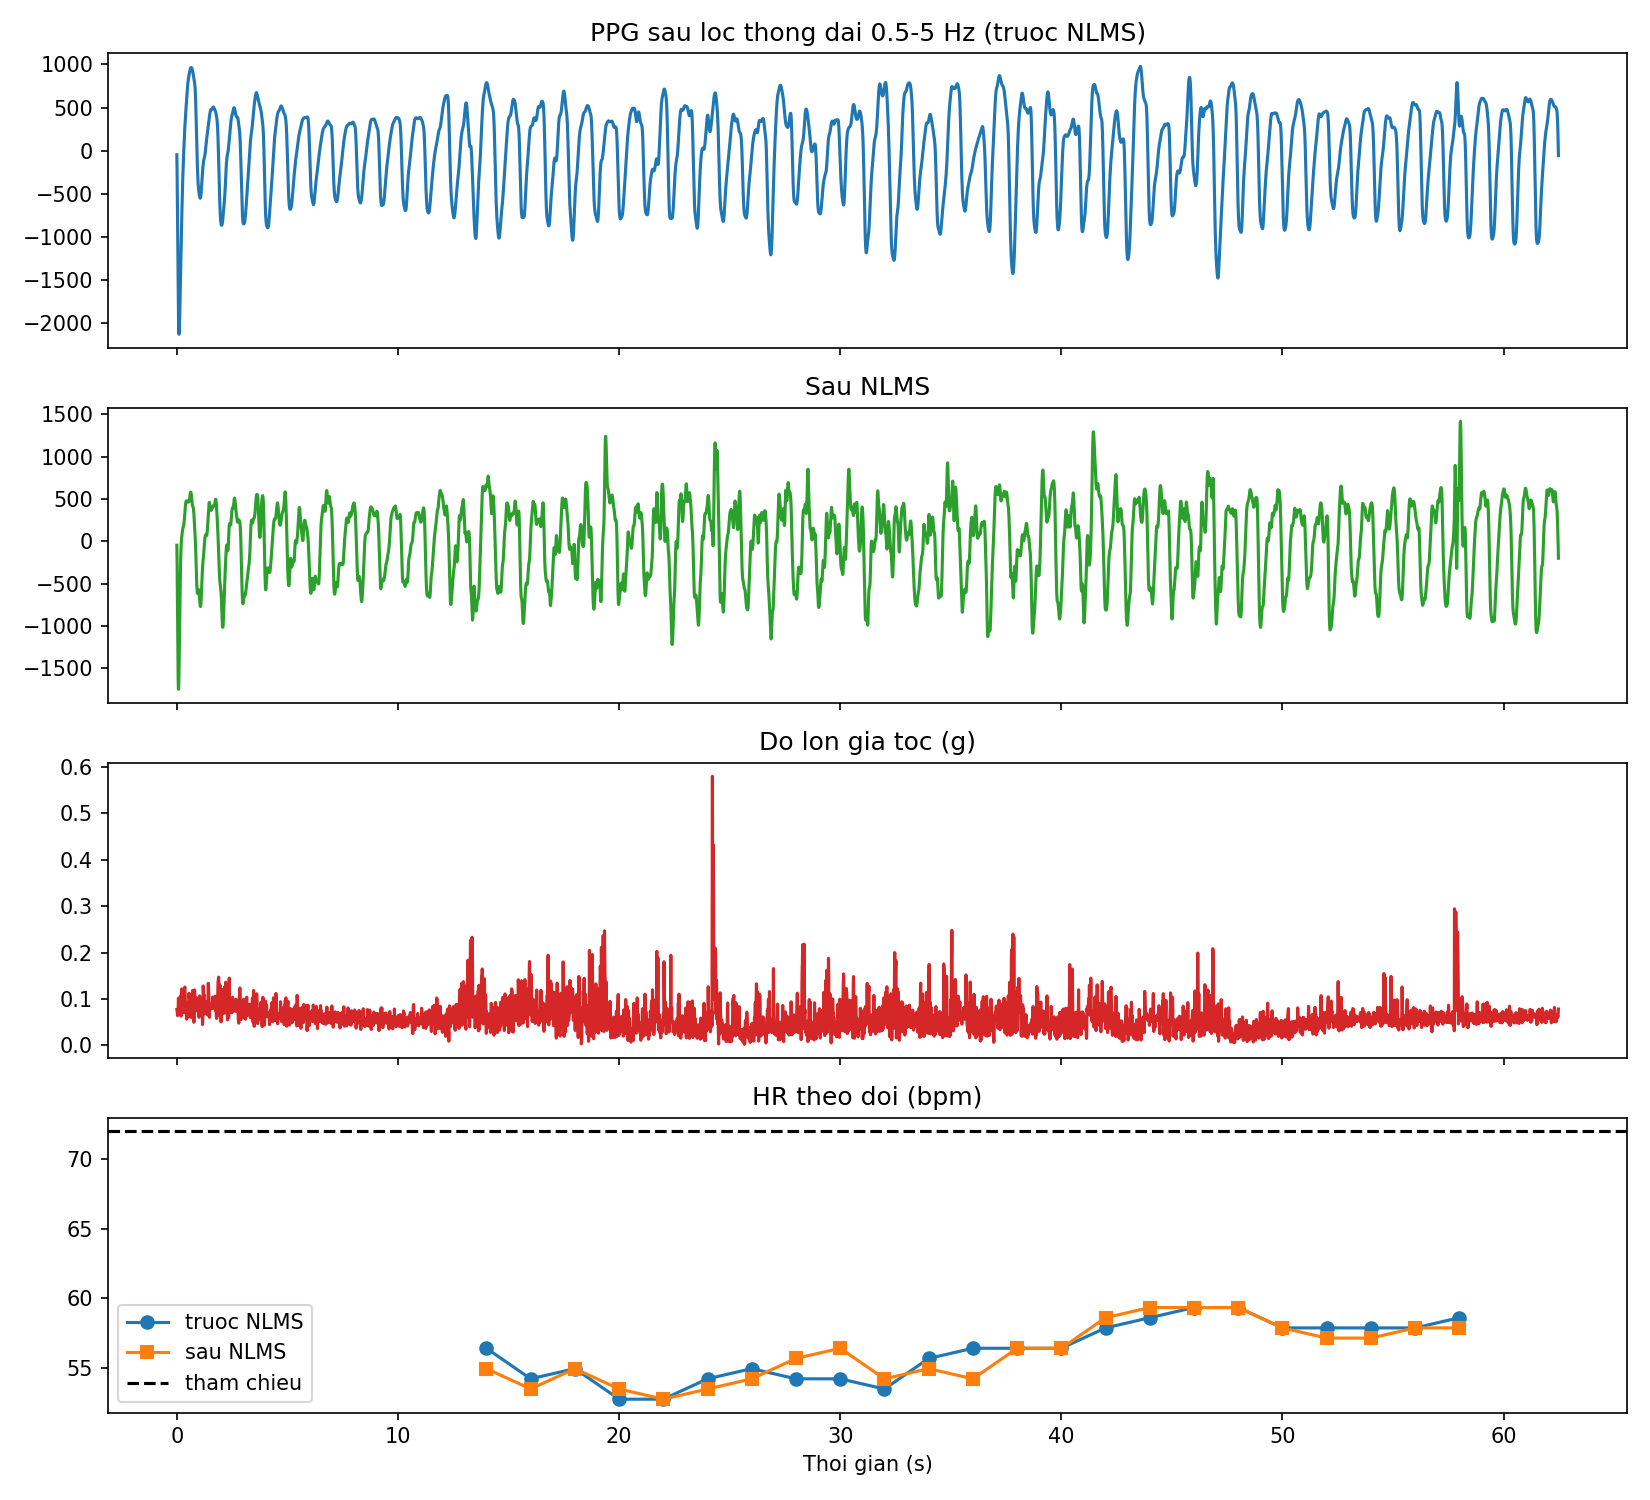 PPG sau loc thong dai 0.5-5 Hz (truoc NLMS)
1000
500
0
−500
−1000
−1500
−2000
Sau NLMS
1500
1000
500
0
−500
−1000
−1500
Do lon gia toc (g)
0.6
0.5
0.4
0.3
0.2
0.1
0.0
HR theo doi (bpm)
70
65
60
55
truoc NLMS
sau NLMS
tham chieu
0 10 20 30 40 50 60
Thoi gian (s)